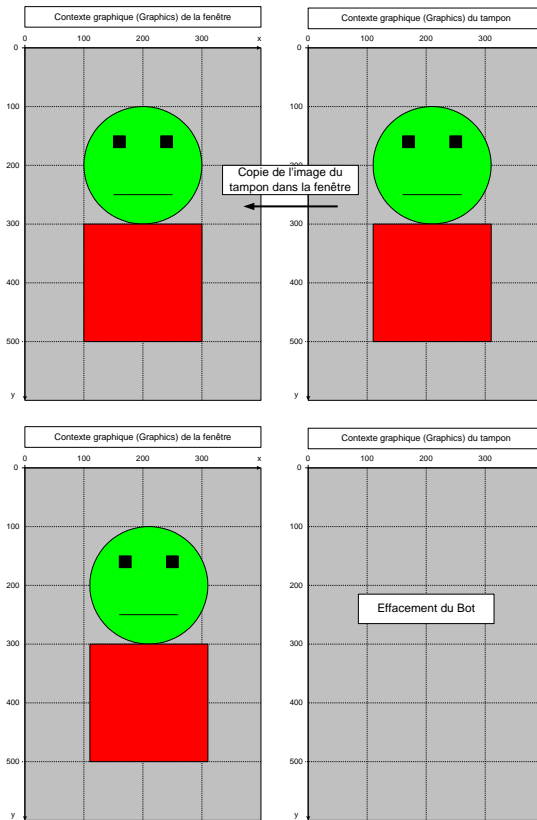 Contexte graphique (Graphics) de la fenêtre
Contexte graphique (Graphics) du tampon
0 100 200 300 x
0 100 200 300
0
100
200
300
400
500
y
0
100
200
300
400
500
y
Copie de l'image du
tampon dans la fenêtre
Contexte graphique (Graphics) de la fenêtre
Contexte graphique (Graphics) du tampon
0 100 200 300 x
0 100 200 300
0
100
200
300
400
500
y
0
100
200
300
400
500
y
Effacement du Bot